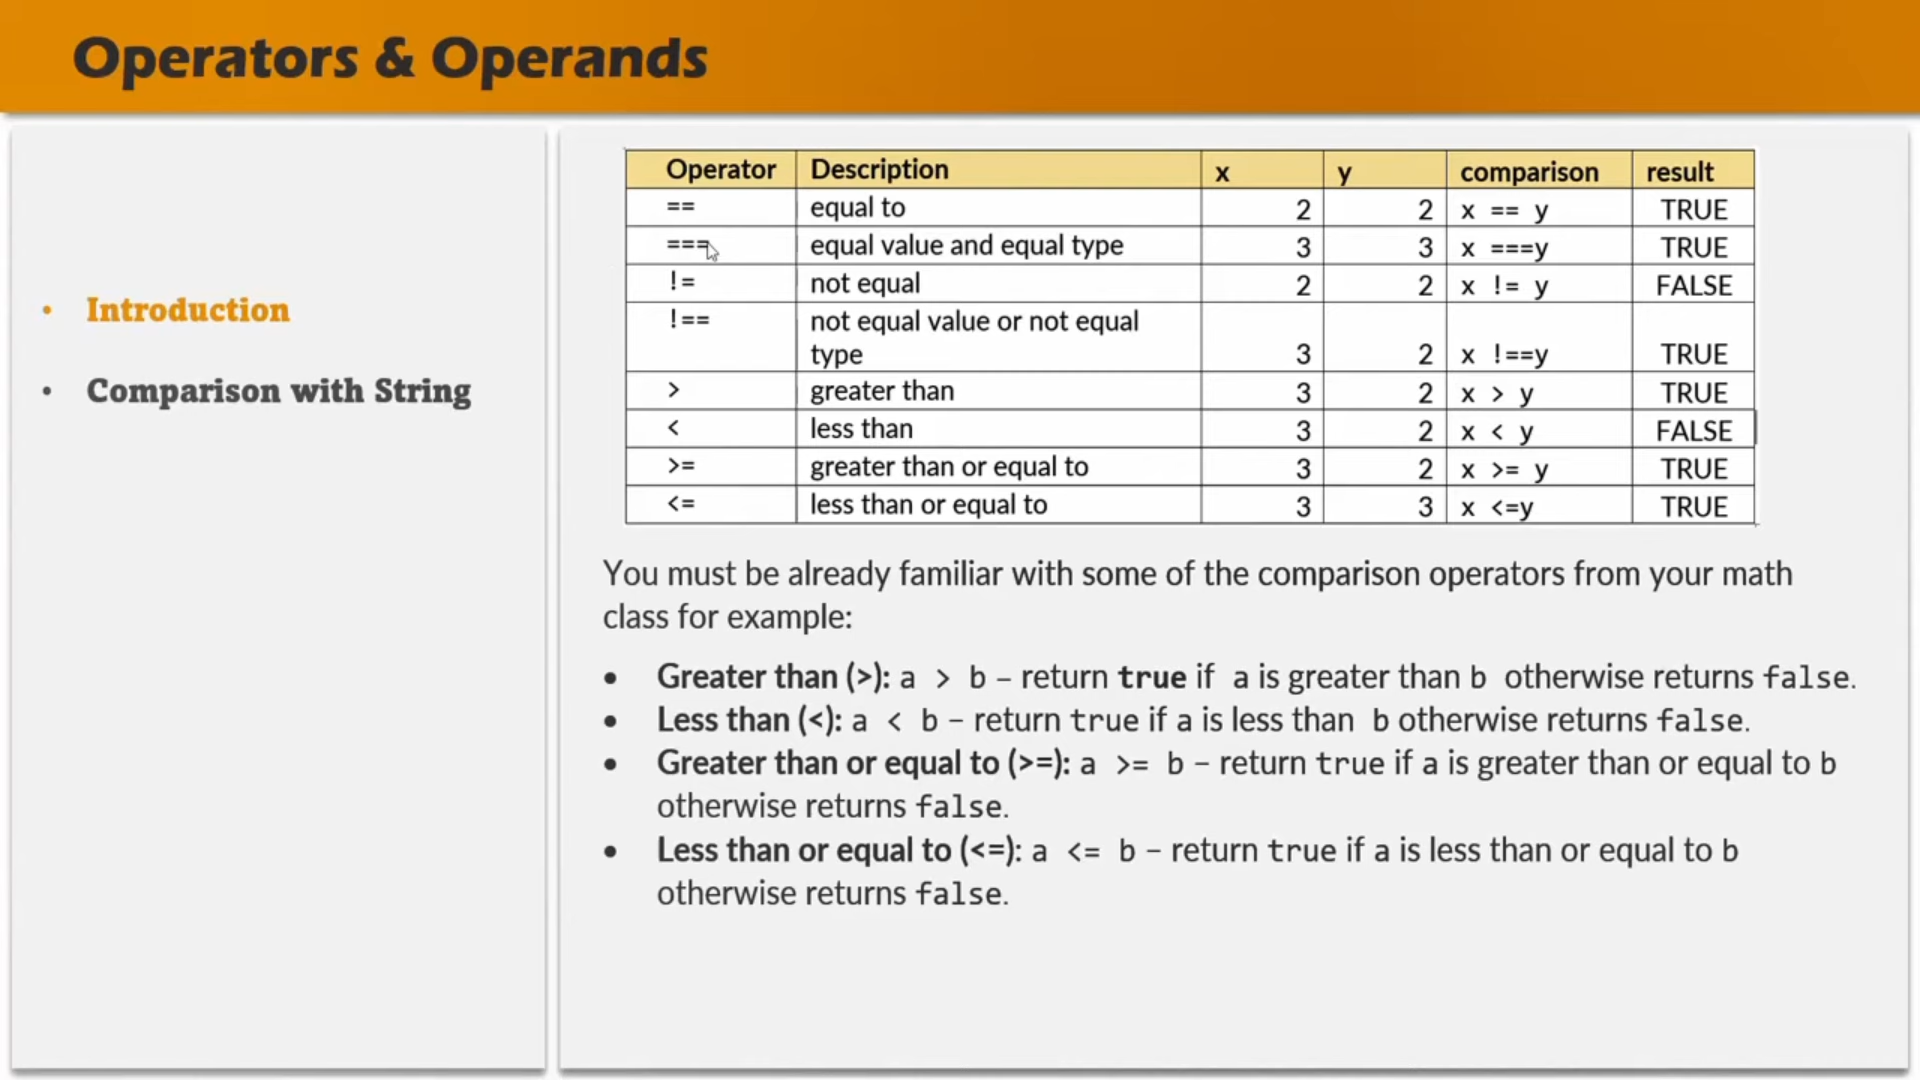 Operators & Operands
• Introduction
• Comparison with String
Operator Description x y comparison result
== equal to 2 2 x == y TRUE
=== equal value and equal type 3 3 x ===y TRUE
!= not equal 2 2 x != y FALSE
!== not equal value or not equal
type 3 2 x !==y TRUE
> greater than 3 2 x > y TRUE
< less than 3 2 x < y FALSE
>= greater than or equal to 3 2 x >= y TRUE
<= less than or equal to 3 3 x <=y TRUE
You must be already familiar with some of the comparison operators from your math
class for example:
• Greater than (>): a > b – return true if a is greater than b otherwise returns false.
• Less than (<): a < b – return true if a is less than b otherwise returns false.
• Greater than or equal to (>=): a >= b – return true if a is greater than or equal to b
otherwise returns false.
• Less than or equal to (<=): a <= b – return true if a is less than or equal to b
otherwise returns false.